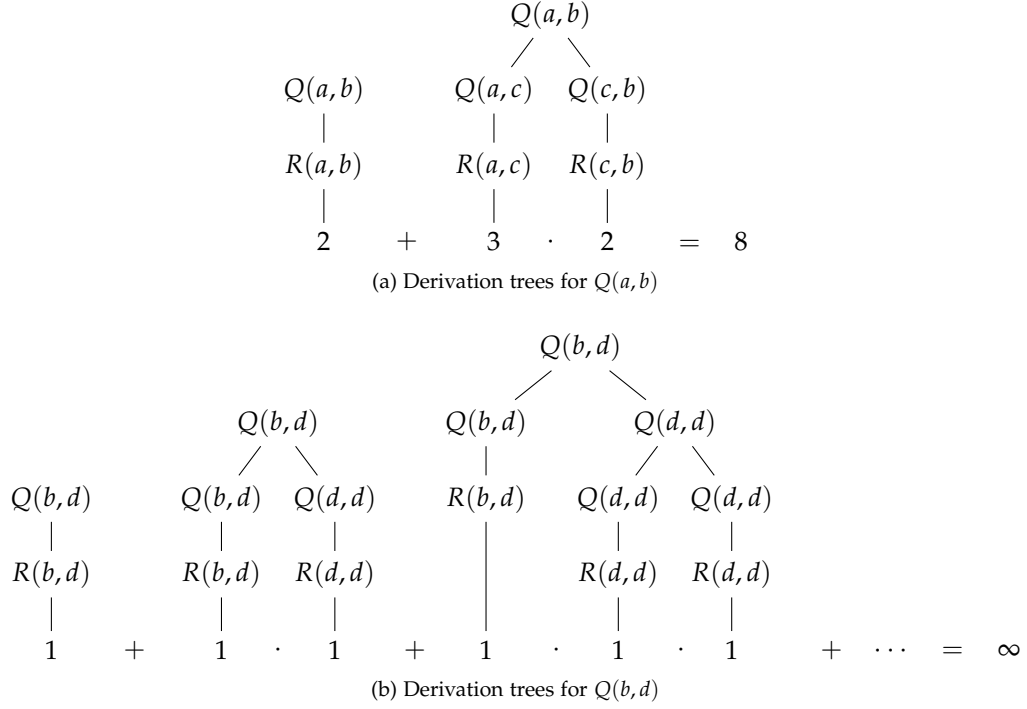 Q(a, b)
Q(a, b) Q(a, c) Q(c, b)
R(a, b) R(a, c) R(c, b)
2 + 3 · 2 = 8
(a) Derivation trees for Q(a, b)
Q(b, d)
Q(b, d) Q(b, d) Q(d, d)
Q(b, d) Q(b, d) Q(d, d) R(b, d) Q(d, d) Q(d, d)
R(b, d) R(b, d) R(d, d) R(d, d) R(d, d)
1 + 1 · 1 + 1 · 1 · 1 + ··· = ∞
(b) Derivation trees for Q(b, d)